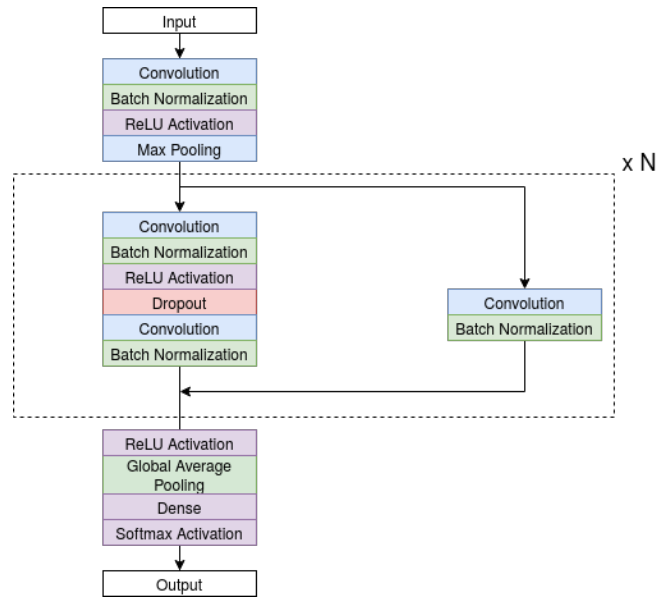 Input
Convolution
Batch Normalization
ReLU Activation
Max Pooling
x N
Convolution
Batch Normalization
ReLU Activation
Dropout
Convolution
Batch Normalization
Convolution
Batch Normalization
ReLU Activation
Global Average
Pooling
Dense
Softmax Activation
Output